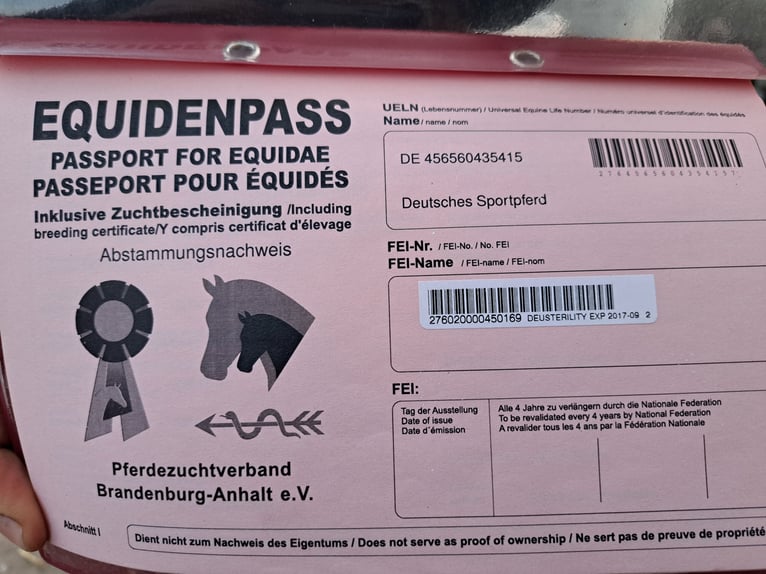 EQUIDENPASS
PASSPORT FOR EQUIDAE
PASSEPORT POUR ÉQUIDÉS
Inklusive Zuchtbescheinigung /Including
breeding certificate/Y compris certificat d'élevage
Abstammungsnachweis
Pferdezuchtverband
Brandenburg-Anhalt e.V.
Abschnitt I
UELN (Lebensnummer) / Universal Equine Life Number / Numéro universel d'identification des équidés
Name / name / nom
DE 456560435415
Deutsches Sportpferd
FEI-Nr. / FEI-No. / No. FEI
FEI-Name / FEI-name / FEI-nom
276020000450169 DEUSTERILITY EXP 2017-09 2
FEI:
Tag der Ausstellung
Date of issue
Date d´émission
Alle 4 Jahre zu verlängern durch die Nationale Federation
To be revalidated every 4 years by National Federation
A revalider tous les 4 ans par la Fédération Nationale
Dient nicht zum Nachweis des Eigentums / Does not serve as proof of ownership / Ne sert pas de preuve de propriété